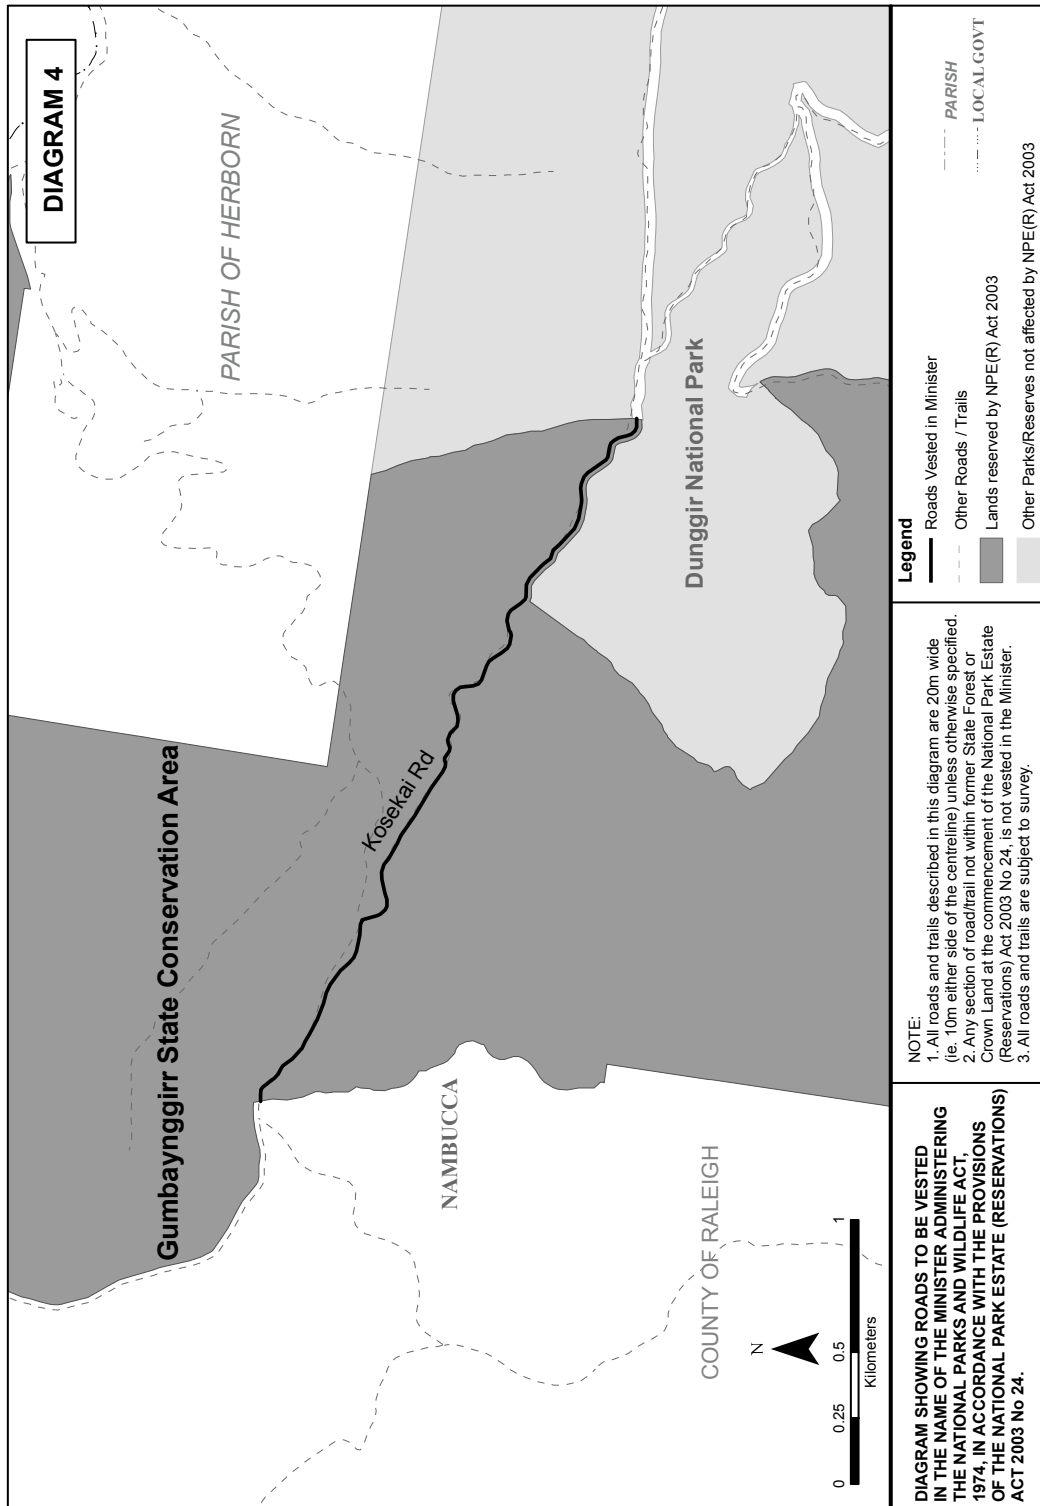 DIAGRAM 4
PARISH OF HERBORN
Gumbaynggirr State Conservation Area
Kosekai Rd
Dunggir National Park
NAMBUCCA
COUNTY OF RALEIGH
N
0 0.25 0.5 1
Kilometers
DIAGRAM SHOWING ROADS TO BE VESTED
IN THE NAME OF THE MINISTER ADMINISTERING
THE NATIONAL PARKS AND WILDLIFE ACT,
1974, IN ACCORDANCE WITH THE PROVISIONS
OF THE NATIONAL PARK ESTATE (RESERVATIONS)
ACT 2003 No 24.
NOTE:
1. All roads and trails described in this diagram are 20m wide
(ie. 10m either side of the centreline) unless otherwise specified.
2. Any section of road/trail not within former State Forest or
Crown Land at the commencement of the National Park Estate
(Reservations) Act 2003 No 24, is not vested in the Minister.
3. All roads and trails are subject to survey.
Legend
Roads Vested in Minister
Other Roads / Trails
Lands reserved by NPE(R) Act 2003
Other Parks/Reserves not affected by NPE(R) Act 2003
PARISH
LOCAL GOVT